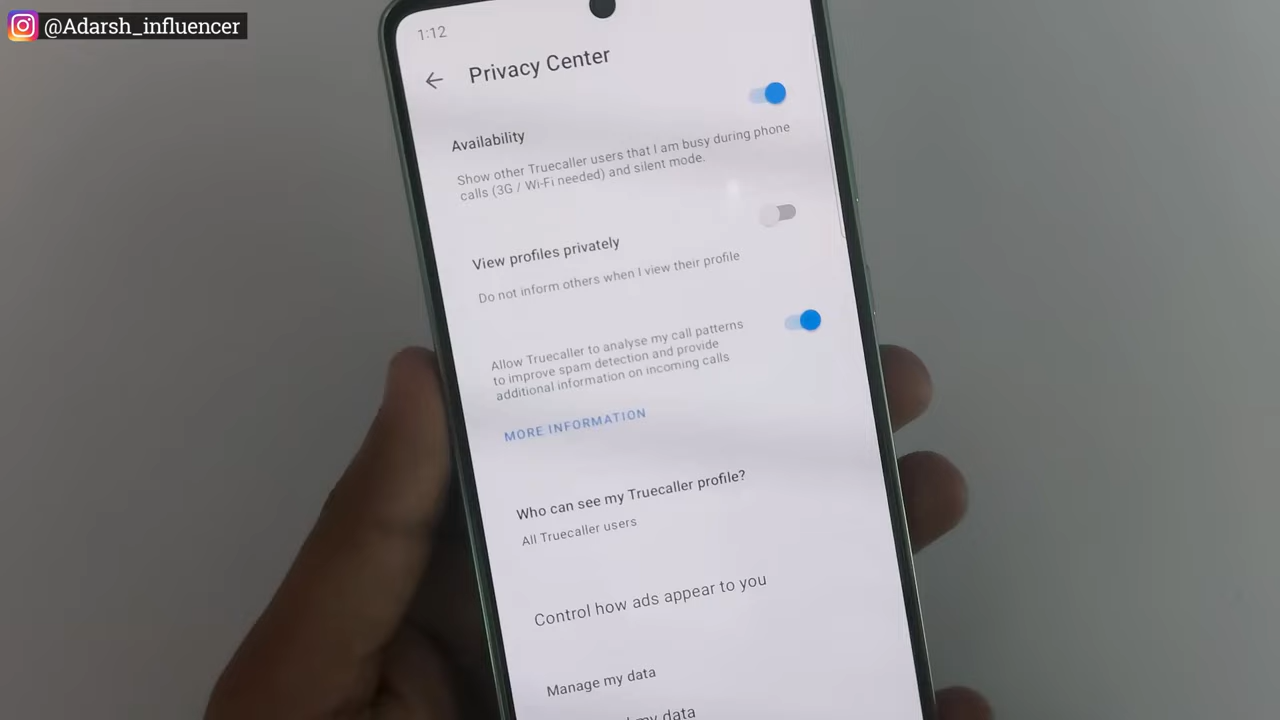 @Adarsh_influencer
1:12
Privacy Center
Availability
Show other Truecaller users that I am busy during phone
calls (3G / Wi-Fi needed) and silent mode.
View profiles privately
Do not inform others when I view their profile
Allow Truecaller to analyse my call patterns
to improve spam detection and provide
additional information on incoming calls
MORE INFORMATION
Who can see my Truecaller profile?
All Truecaller users
Control how ads appear to you
Manage my data
my data